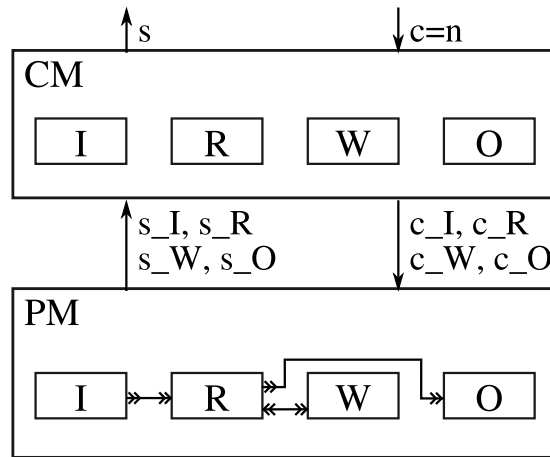 s
c=n
CM
I
R
W
O
s_I, s_R
s_W, s_O
c_I, c_R
c_W, c_O
PM
I
R
W
O